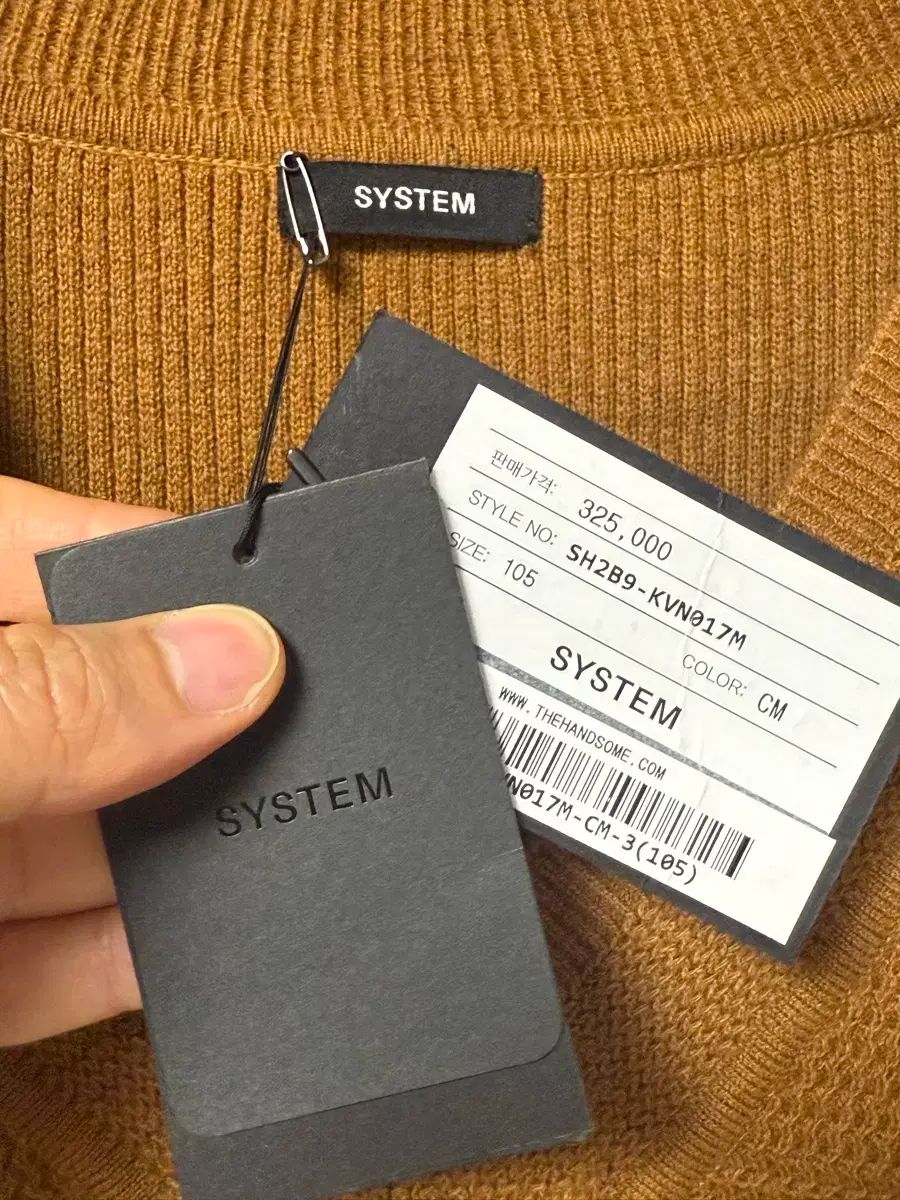 SYSTEM
판매가격: 325,000
STYLE NO: SH2B9-KVN017M
SIZE: 105 COLOR: CM
SYSTEM
WWW.THEHANDSOME.COM
VN017M-CM-3(105)
SYSTEM